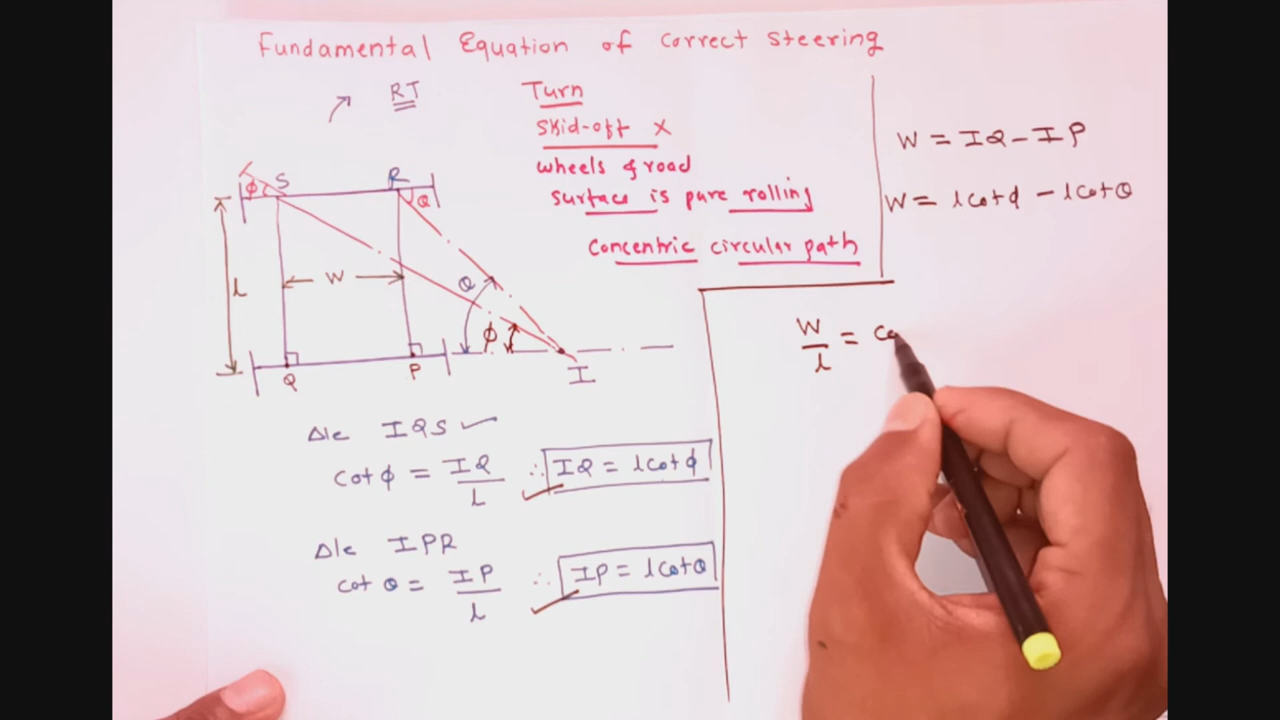 Fundamental Equation of correct steering
RT
Turn
Skid-off X
wheels & road
surface is pure rolling
Concentric circular path
W = IQ - IP
W = l cot ϕ - l cot θ
W/l = co
ϕ S R θ
l
W
θ
ϕ
Q P I
Δle IQS ✓
cot ϕ = IQ/l ∴ IQ = l cot ϕ
Δle IPR
cot θ = IP/l ∴ IP = l cot θ